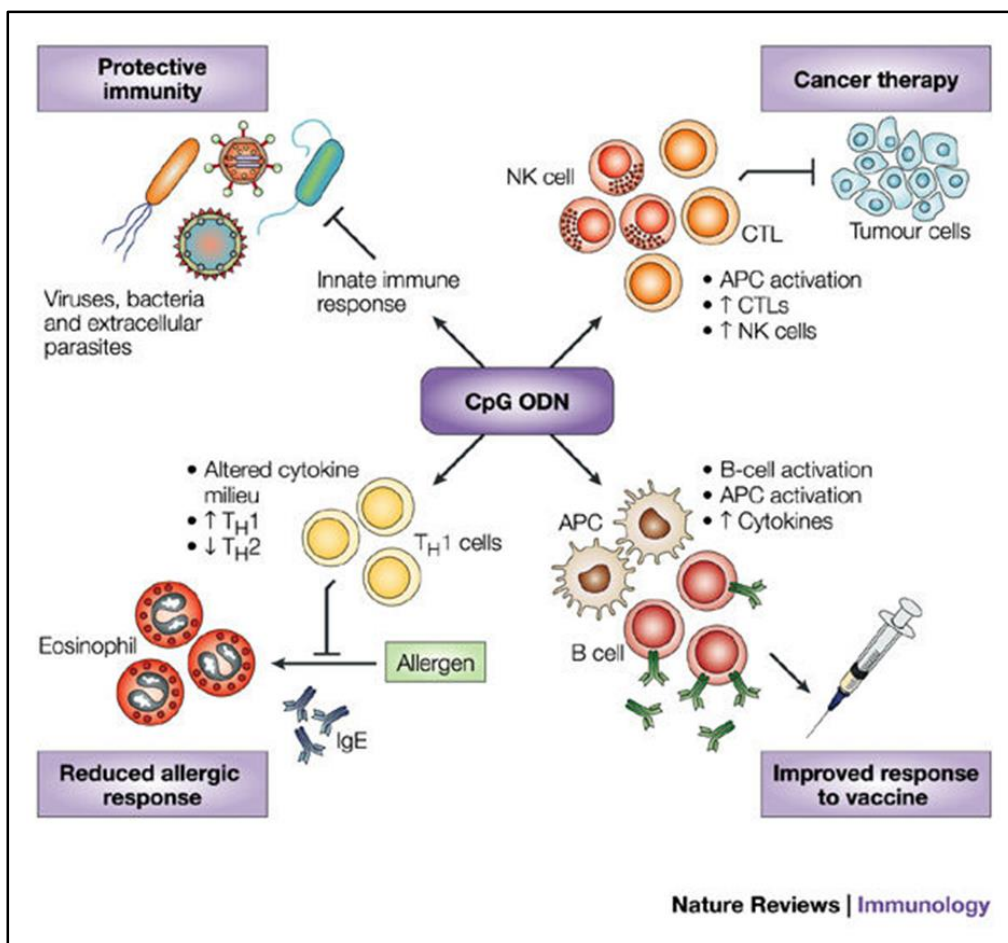 Protective
immunity
Cancer therapy
NK cell
CTL
Tumour cells
• APC activation
• ↑ CTLs
• ↑ NK cells
Innate immune
response
Viruses, bacteria
and extracellular
parasites
CpG ODN
• Altered cytokine
milieu
• ↑ TH1
• ↓ TH2
TH1 cells
• B-cell activation
• APC activation
• ↑ Cytokines
APC
B cell
Eosinophil
Allergen
IgE
Reduced allergic
response
Improved response
to vaccine
Nature Reviews | Immunology